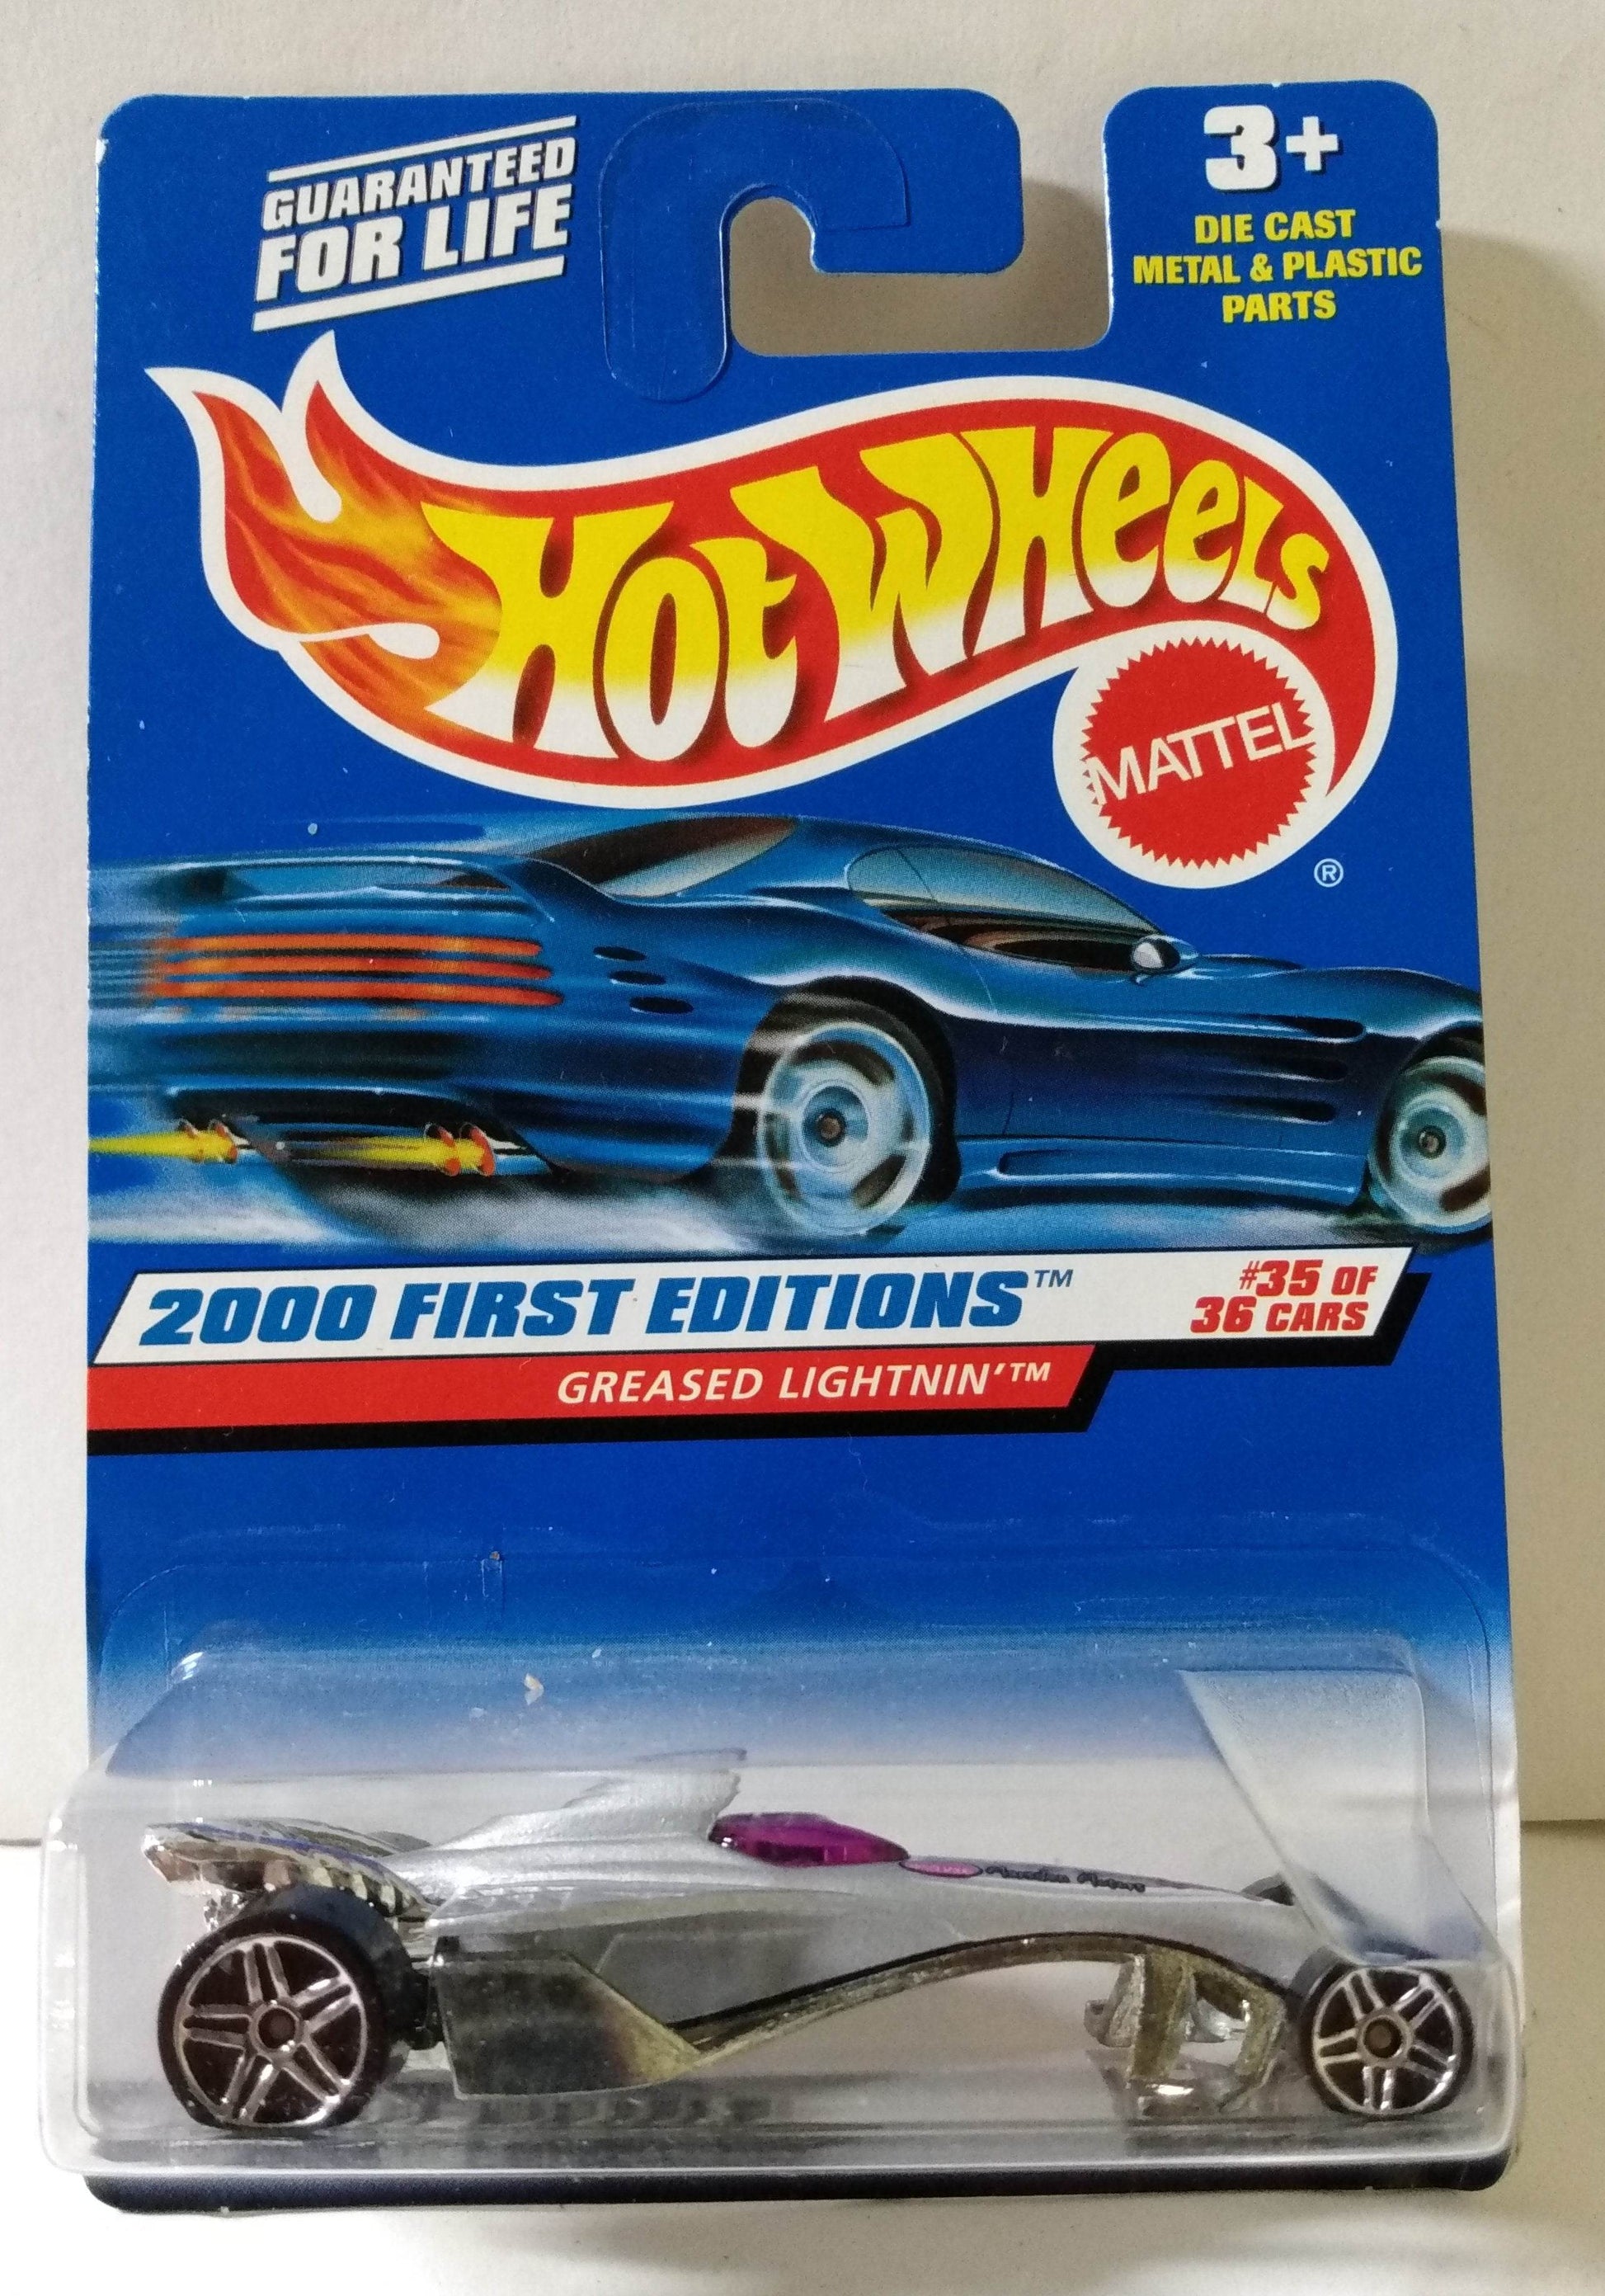 GUARANTEED
FOR LIFE
3+
DIE CAST
METAL & PLASTIC
PARTS
HOT WHEELS
MATTEL
®
2000 FIRST EDITIONS™
#35 OF
36 CARS
GREASED LIGHTNIN'™
Motors